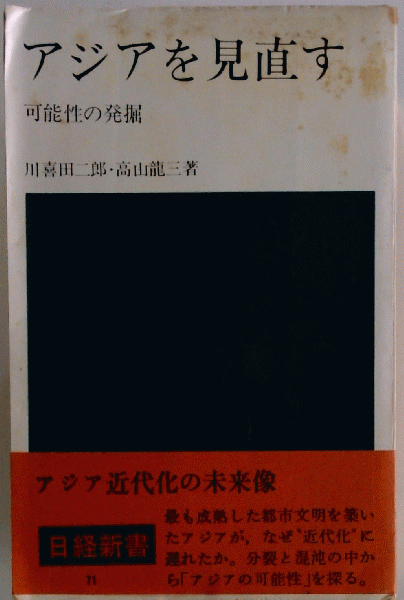 アジアを見直す
可能性の発掘
川喜田二郎・高山龍三著
アジア近代化の未来像
最も成熟した都市文明を築い
たアジアが，なぜ“近代化”に
遅れたか。分裂と混沌の中か
ら「アジアの可能性」を探る。
日経新書
71